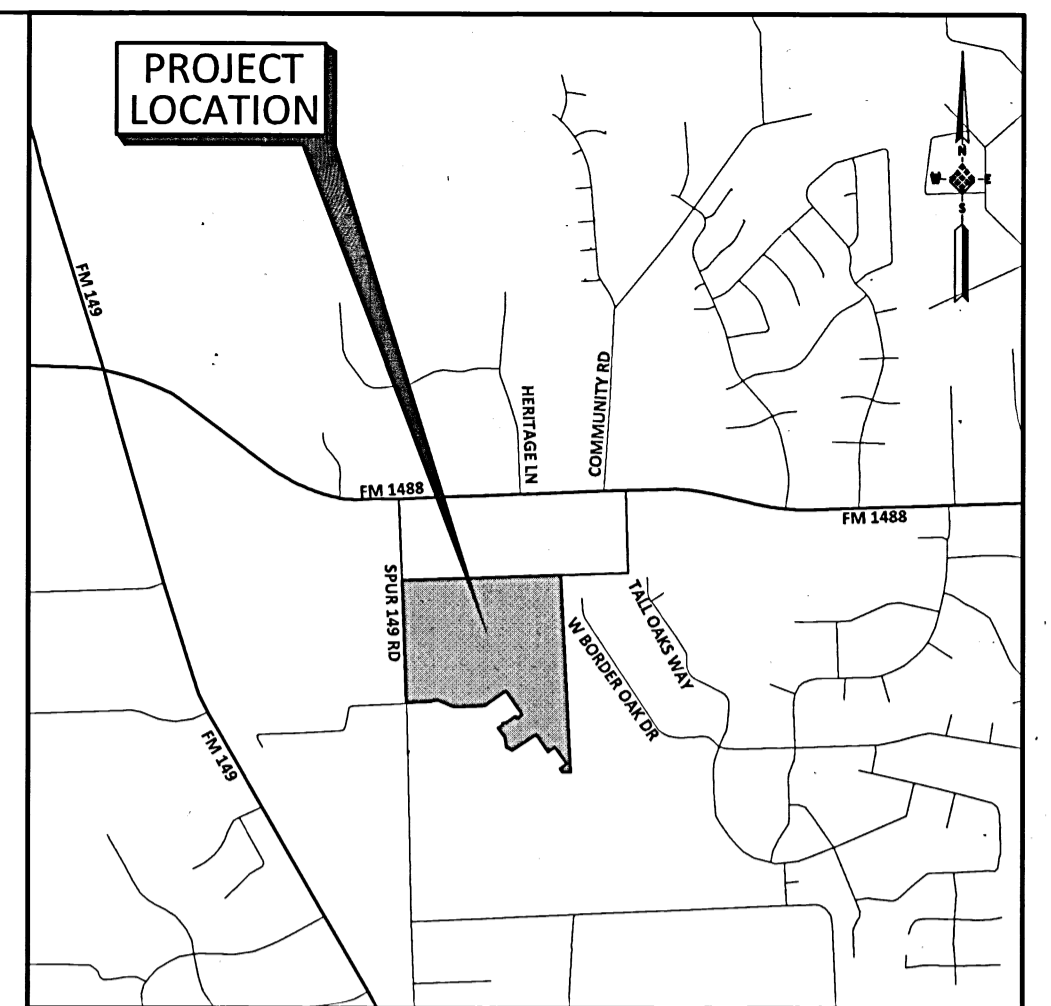 PROJECT
LOCATION
N
W E
S
FM 149
HERITAGE LN
COMMUNITY RD
FM 1488
FM 1488
SPUR 149 RD
TALL OAKS WAY
W BORDER OAK DR
FM 149